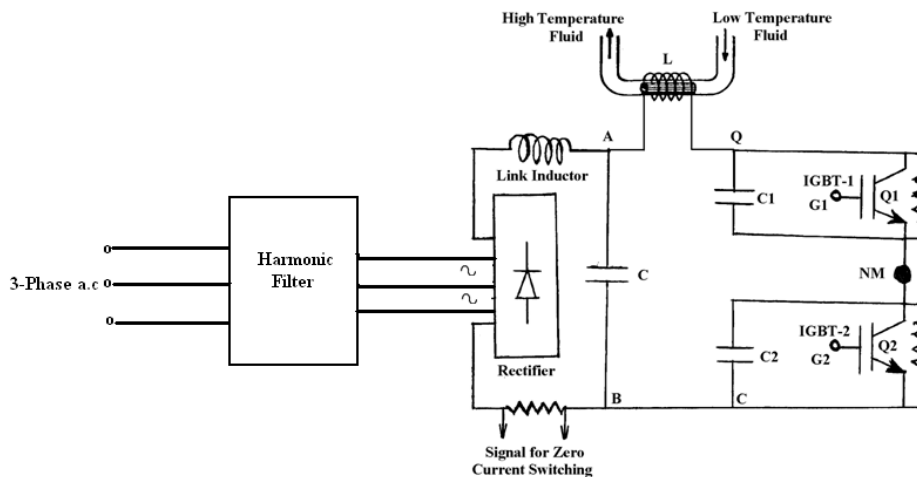 High Temperature
Fluid
Low Temperature
Fluid
L
A
Q
Link Inductor
IGBT-1
G1
Q1
C1
Harmonic
Filter
3-Phase a.c
o
o
o
C
NM
IGBT-2
G2
Q2
C2
Rectifier
B
C
Signal for Zero
Current Switching